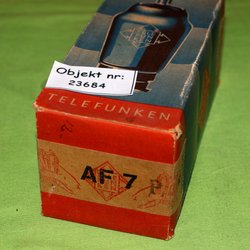 Objekt nr:
23684
TELEFUNKEN
AF 7 P